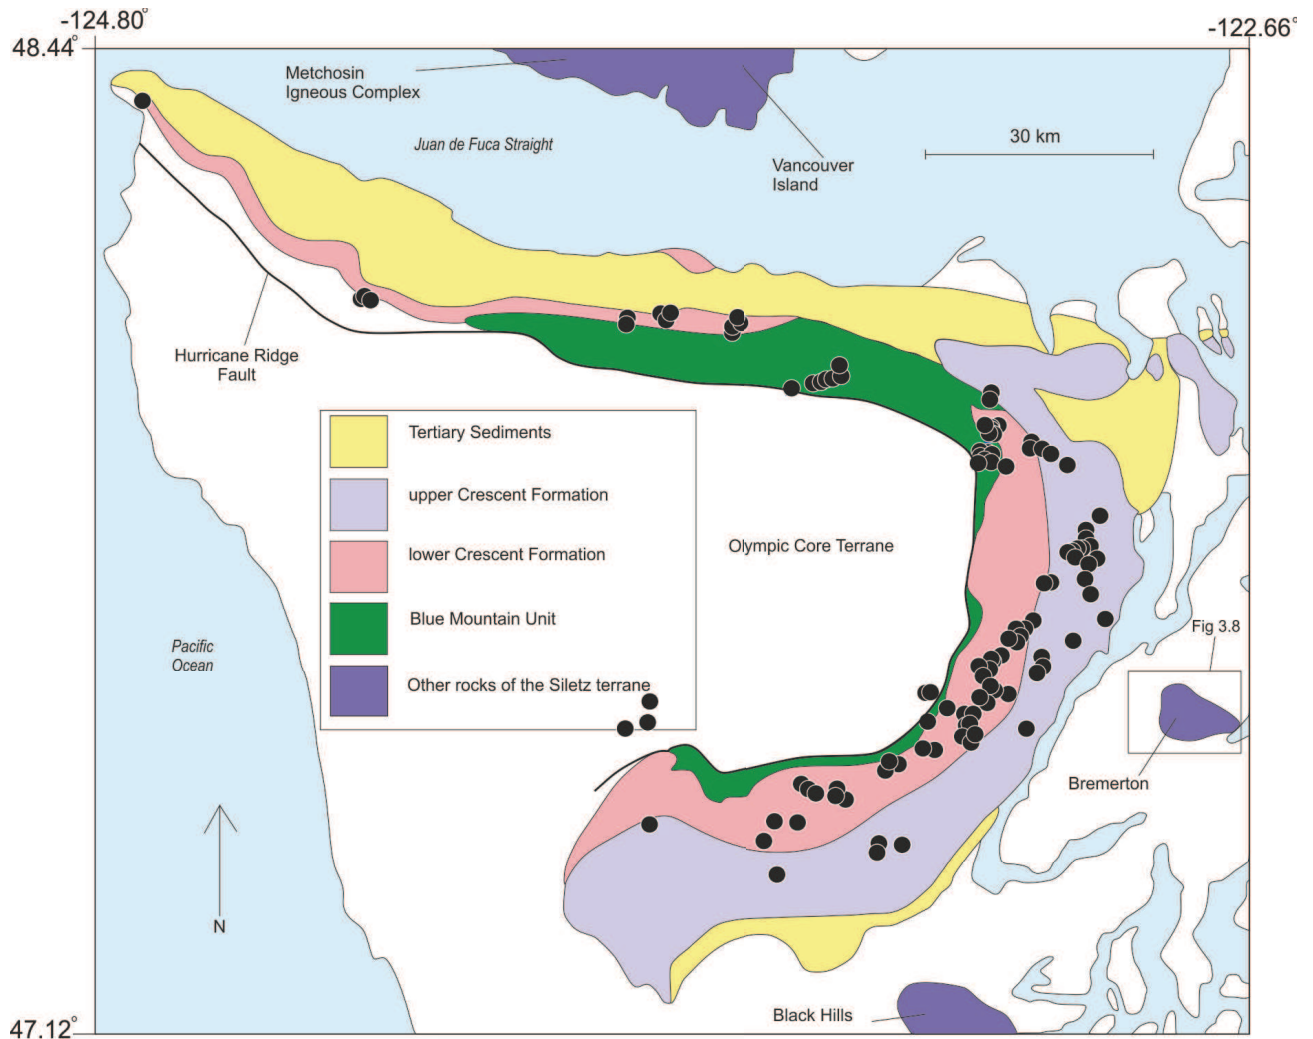 -124.80°
-122.66°
48.44°
Metchosin
Igneous Complex
Juan de Fuca Straight
30 km
Vancouver
Island
Hurricane Ridge
Fault
Tertiary Sediments
upper Crescent Formation
lower Crescent Formation
Olympic Core Terrane
Blue Mountain Unit
Pacific
Ocean
Fig 3.8
Other rocks of the Siletz terrane
Bremerton
N
Black Hills
47.12°